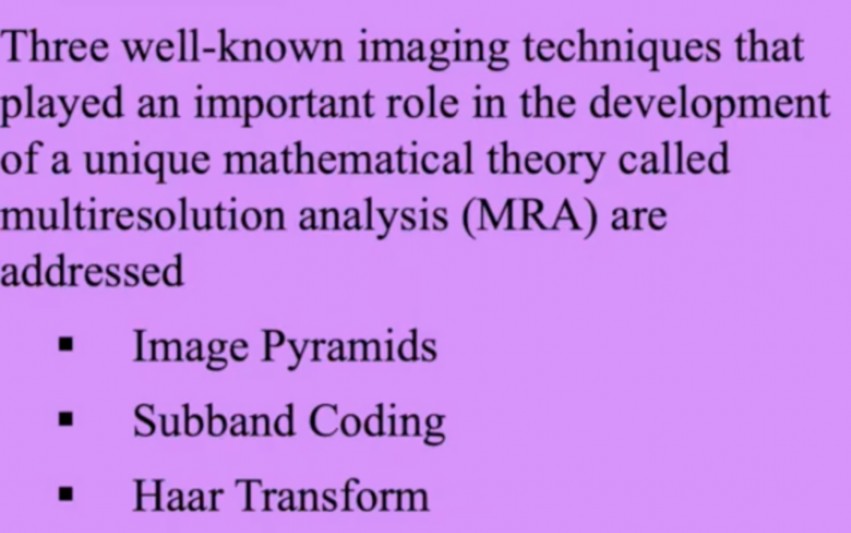 Three well-known imaging techniques that
played an important role in the development
of a unique mathematical theory called
multiresolution analysis (MRA) are
addressed
▪ Image Pyramids
▪ Subband Coding
▪ Haar Transform